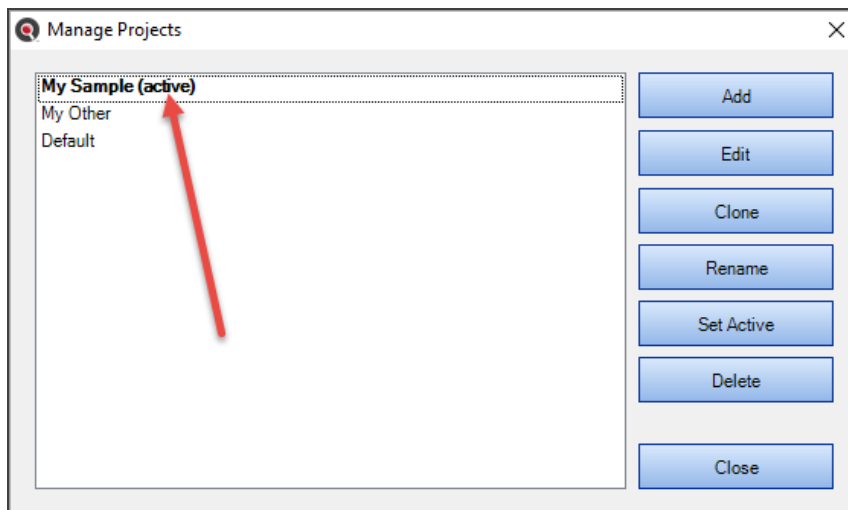 Manage Projects
My Sample (active)
My Other
Default
Add
Edit
Clone
Rename
Set Active
Delete
Close